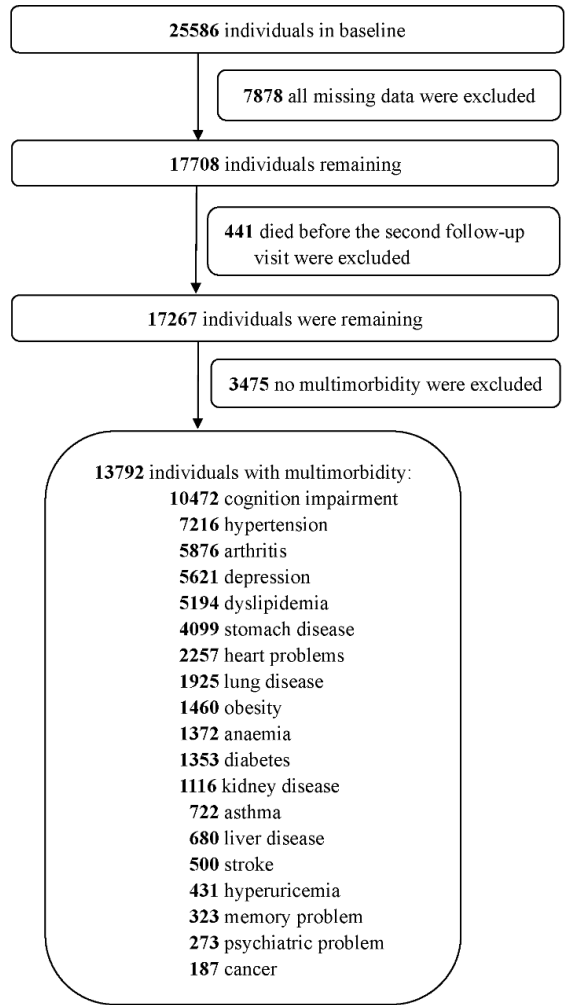 25586 individuals in baseline
7878 all missing data were excluded
17708 individuals remaining
441 died before the second follow-up
visit were excluded
17267 individuals were remaining
3475 no multimorbidity were excluded
13792 individuals with multimorbidity:
10472 cognition impairment
7216 hypertension
5876 arthritis
5621 depression
5194 dyslipidemia
4099 stomach disease
2257 heart problems
1925 lung disease
1460 obesity
1372 anaemia
1353 diabetes
1116 kidney disease
722 asthma
680 liver disease
500 stroke
431 hyperuricemia
323 memory problem
273 psychiatric problem
187 cancer